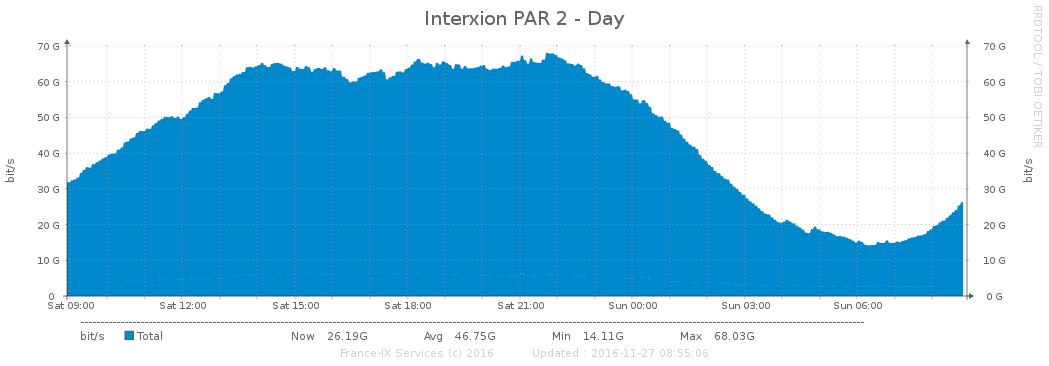 Interxion PAR 2 - Day
RRDTOOL / TOBI OETIKER
70 G 70 G
60 G 60 G
50 G 50 G
40 G 40 G
30 G 30 G
20 G 20 G
10 G 10 G
0 0 G
bit/s bit/s
Sat 09:00 Sat 12:00 Sat 15:00 Sat 18:00 Sat 21:00 Sun 00:00 Sun 03:00 Sun 06:00
bit/s Total Now 26.19G Avg 46.75G Min 14.11G Max 68.03G
France-IX Services (c) 2016 Updated : 2016-11-27 08:55:06